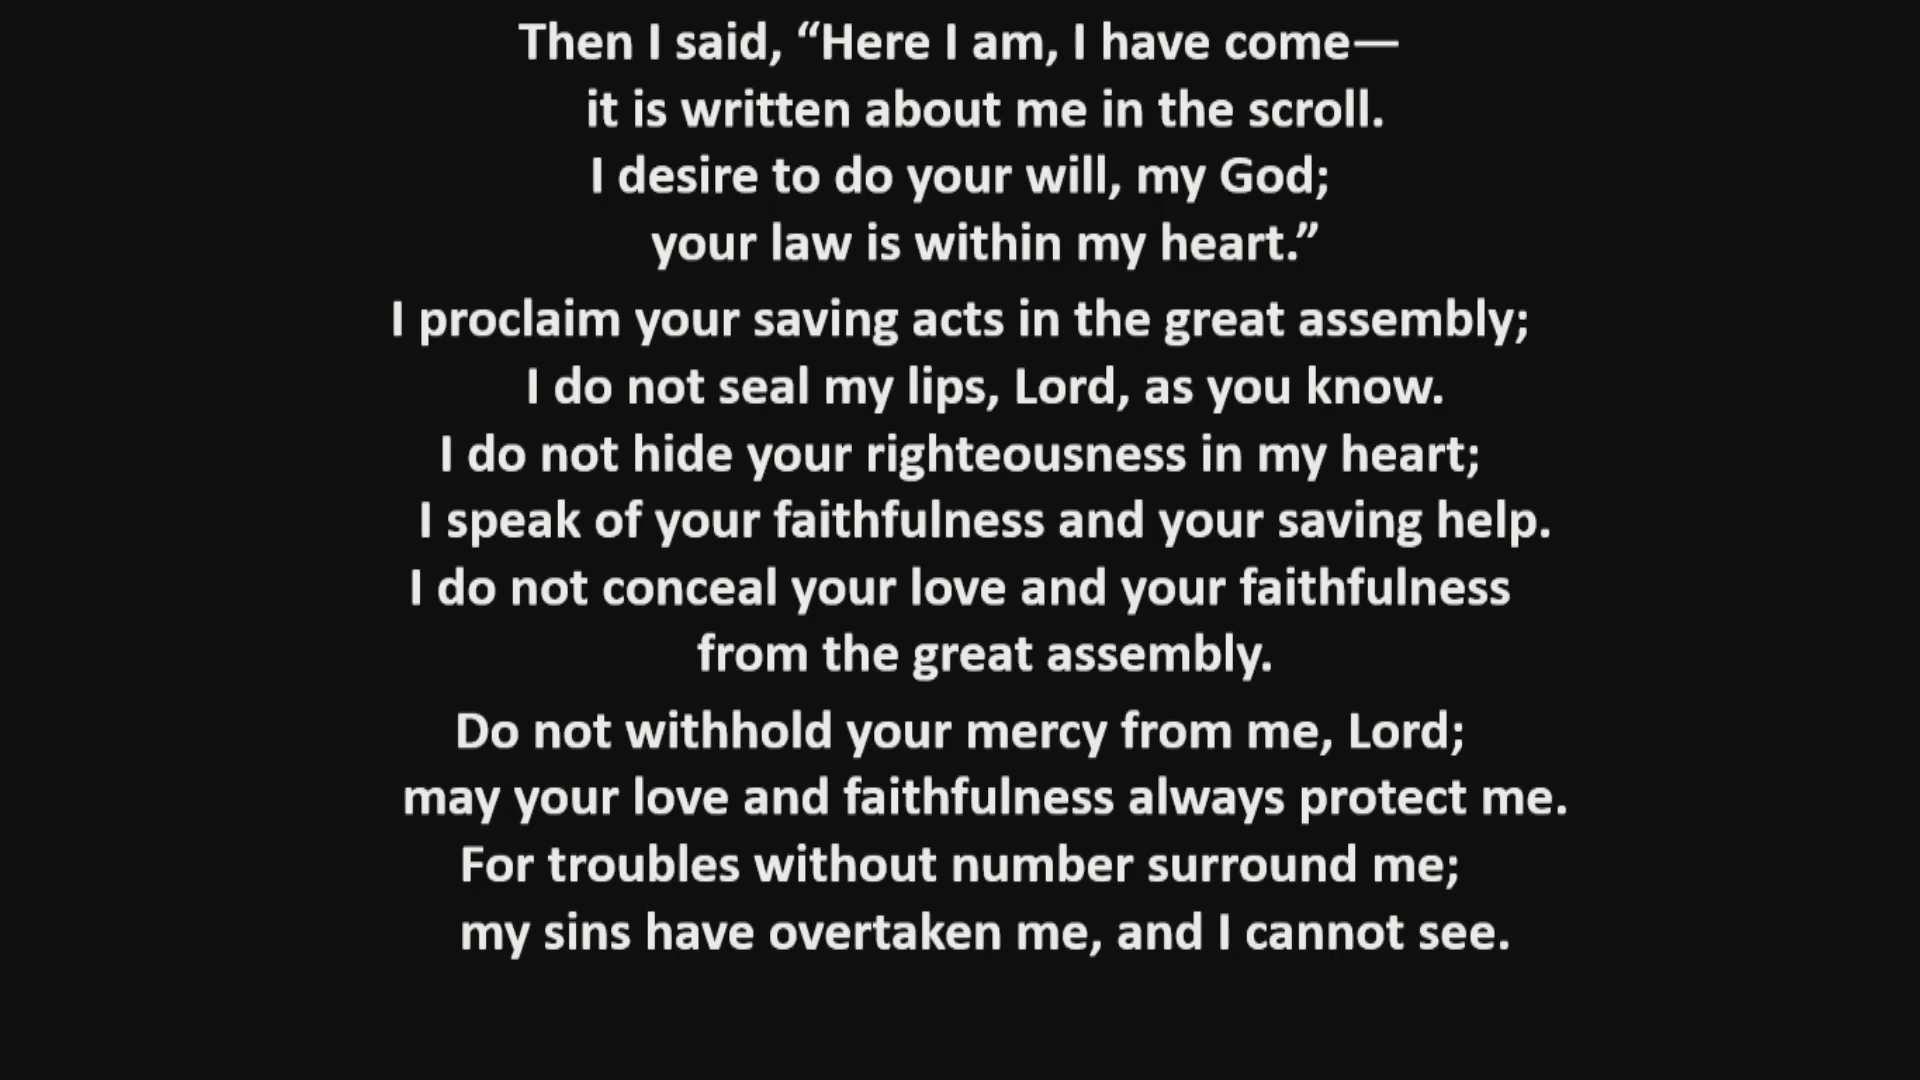 Then I said, “Here I am, I have come—
it is written about me in the scroll.
I desire to do your will, my God;
your law is within my heart.”
I proclaim your saving acts in the great assembly;
I do not seal my lips, Lord, as you know.
I do not hide your righteousness in my heart;
I speak of your faithfulness and your saving help.
I do not conceal your love and your faithfulness
from the great assembly.
Do not withhold your mercy from me, Lord;
may your love and faithfulness always protect me.
For troubles without number surround me;
my sins have overtaken me, and I cannot see.